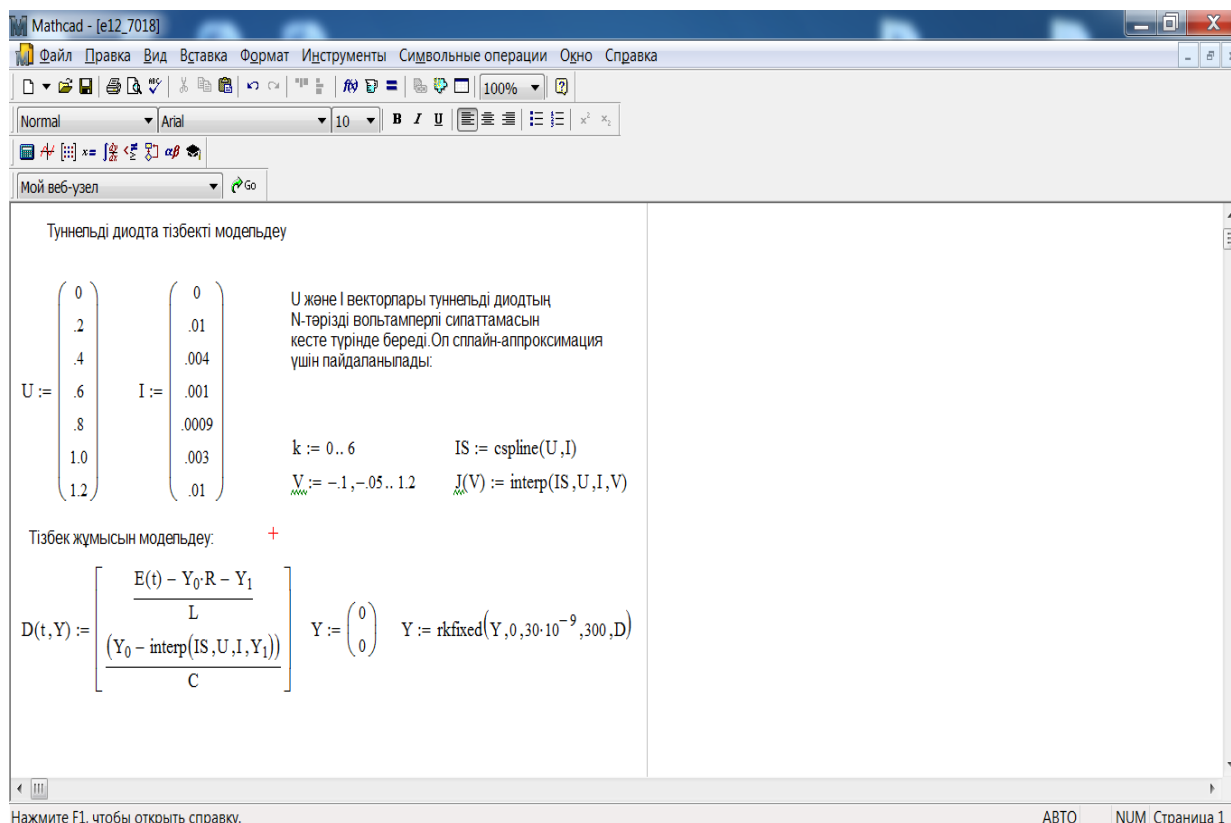 Mathcad - [e12_7018]
Файл Правка Вид Вставка Формат Инструменты Символьные операции Окно Справка
100%
Normal Arial 10 B I U
Мой веб-узел Go
Туннельді диодта тізбекті модельдеу
U := (0 .2 .4 .6 .8 1.0 1.2) I := (0 .01 .004 .001 .0009 .003 .01)
U және I векторлары туннельді диодтың
N-тәрізді вольтамперлі сипаттамасын
кесте түрінде береді.Ол сплайн-аппроксимация
үшін пайдаланылады:
k := 0.. 6 IS := cspline(U,I)
V := −.1,−.05.. 1.2 J(V) := interp(IS,U,I,V)
Тізбек жұмысын модельдеу:
D(t,Y) := [ (E(t) − Y₀·R − Y₁) / L
(Y₀ − interp(IS,U,I,Y₁)) / C ] Y := (0 0) Y := rkfixed(Y,0,30·10⁻⁹,300,D)
Нажмите F1, чтобы открыть справку. АВТО NUM Страница 1